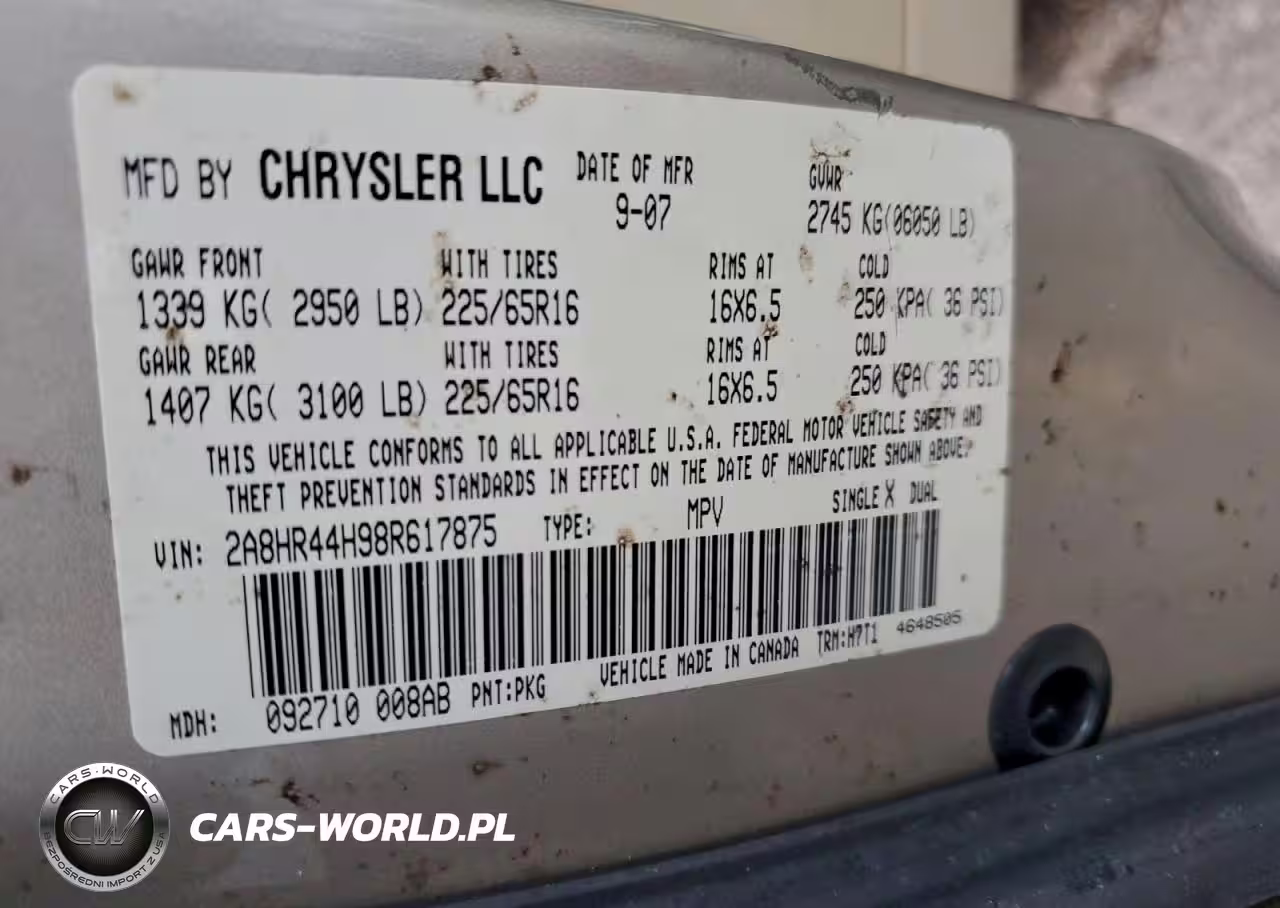 MFD BY CHRYSLER LLC DATE OF MFR GVWR
9-07 2745 KG(06050 LB)
GAWR FRONT WITH TIRES RIMS AT COLD
1339 KG( 2950 LB) 225/65R16 16X6.5 250 KPA( 36 PSI)
GAWR REAR WITH TIRES RIMS AT COLD
1407 KG( 3100 LB) 225/65R16 16X6.5 250 KPA( 36 PSI)
THIS VEHICLE CONFORMS TO ALL APPLICABLE U.S.A. FEDERAL MOTOR VEHICLE SAFETY AND
THEFT PREVENTION STANDARDS IN EFFECT ON THE DATE OF MANUFACTURE SHOWN ABOVE.
VIN: 2A8HR44H98R617875 TYPE: MPV SINGLE X DUAL
MDH: 092710 008AB PNT:PKG VEHICLE MADE IN CANADA TRM:H7T1 4648505
CARS-WORLD
CW
BEZPOŚREDNI IMPORT Z USA
CARS-WORLD.PL